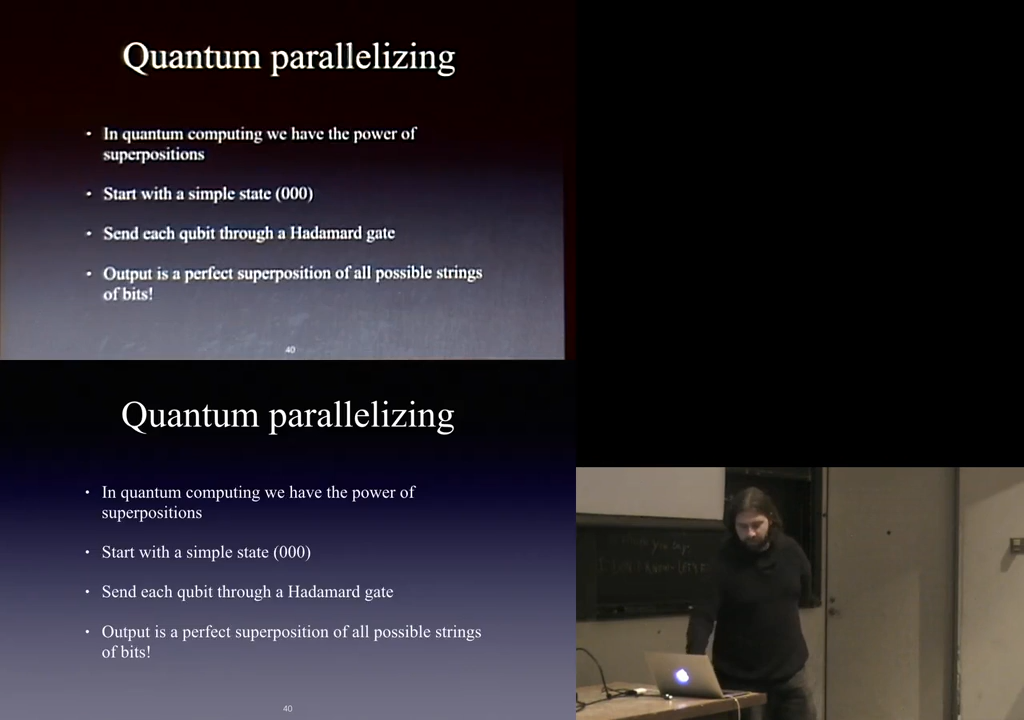 Quantum parallelizing
• In quantum computing we have the power of
superpositions
• Start with a simple state (000)
• Send each qubit through a Hadamard gate
• Output is a perfect superposition of all possible strings
of bits!
40
Quantum parallelizing
• In quantum computing we have the power of
superpositions
• Start with a simple state (000)
• Send each qubit through a Hadamard gate
• Output is a perfect superposition of all possible strings
of bits!
40